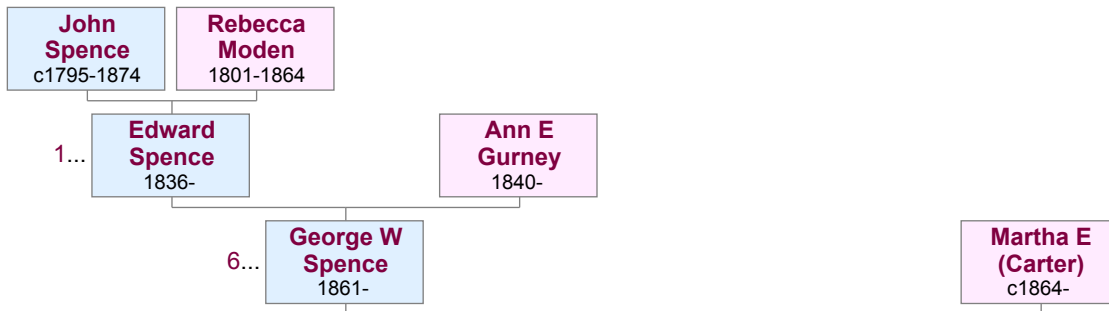 John
Spence
c1795-1874
Rebecca
Moden
1801-1864
1...
Edward
Spence
1836-
Ann E
Gurney
1840-
6...
George W
Spence
1861-
Martha E
(Carter)
c1864-